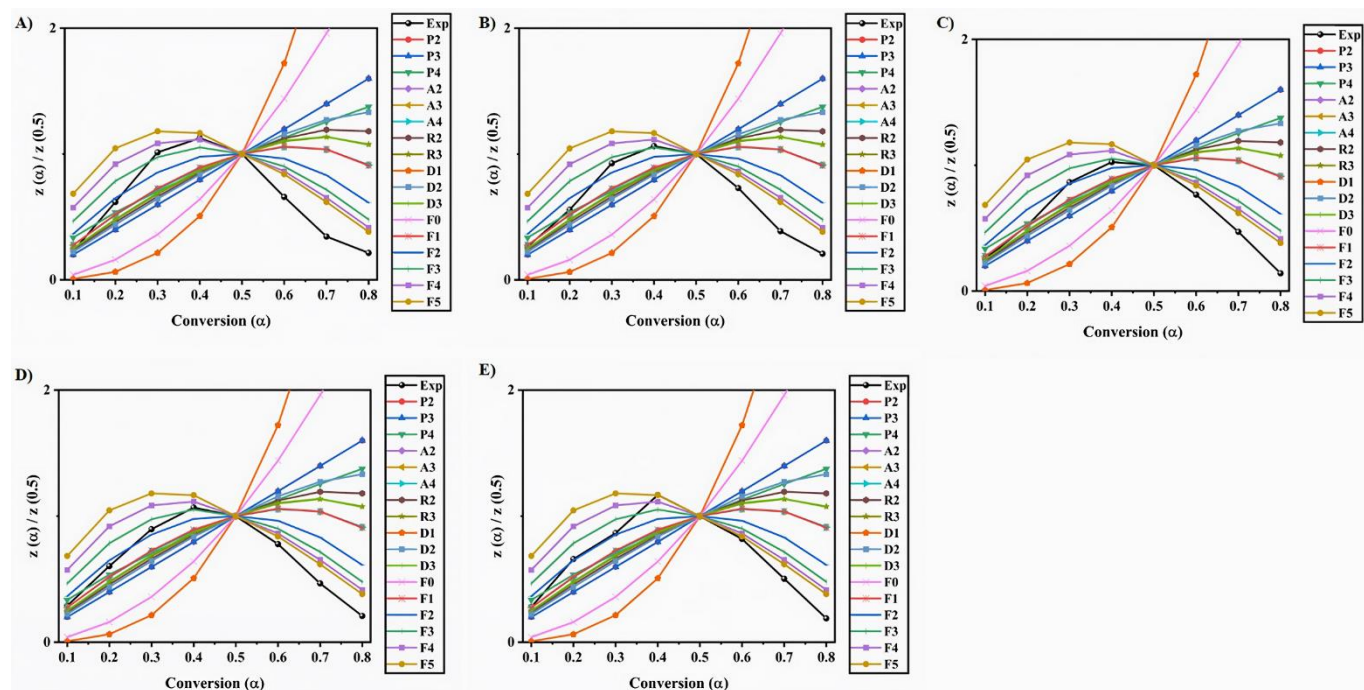 A)
2
z (α) / z (0.5)
0
0.1 0.2 0.3 0.4 0.5 0.6 0.7 0.8
Conversion (α)
Exp
P2
P3
P4
A2
A3
A4
R2
R3
D1
D2
D3
F0
F1
F2
F3
F4
F5
B)
2
z (α) / z (0.5)
0
0.1 0.2 0.3 0.4 0.5 0.6 0.7 0.8
Conversion (α)
Exp
P2
P3
P4
A2
A3
A4
R2
R3
D1
D2
D3
F0
F1
F2
F3
F4
F5
C)
2
z (α) / z (0.5)
0
0.1 0.2 0.3 0.4 0.5 0.6 0.7 0.8
Conversion (α)
Exp
P2
P3
P4
A2
A3
A4
R2
R3
D1
D2
D3
F0
F1
F2
F3
F4
F5
D)
2
z (α) / z (0.5)
0
0.1 0.2 0.3 0.4 0.5 0.6 0.7 0.8
Conversion (α)
Exp
P2
P3
P4
A2
A3
A4
R2
R3
D1
D2
D3
F0
F1
F2
F3
F4
F5
E)
2
z (α) / z (0.5)
0
0.1 0.2 0.3 0.4 0.5 0.6 0.7 0.8
Conversion (α)
Exp
P2
P3
P4
A2
A3
A4
R2
R3
D1
D2
D3
F0
F1
F2
F3
F4
F5